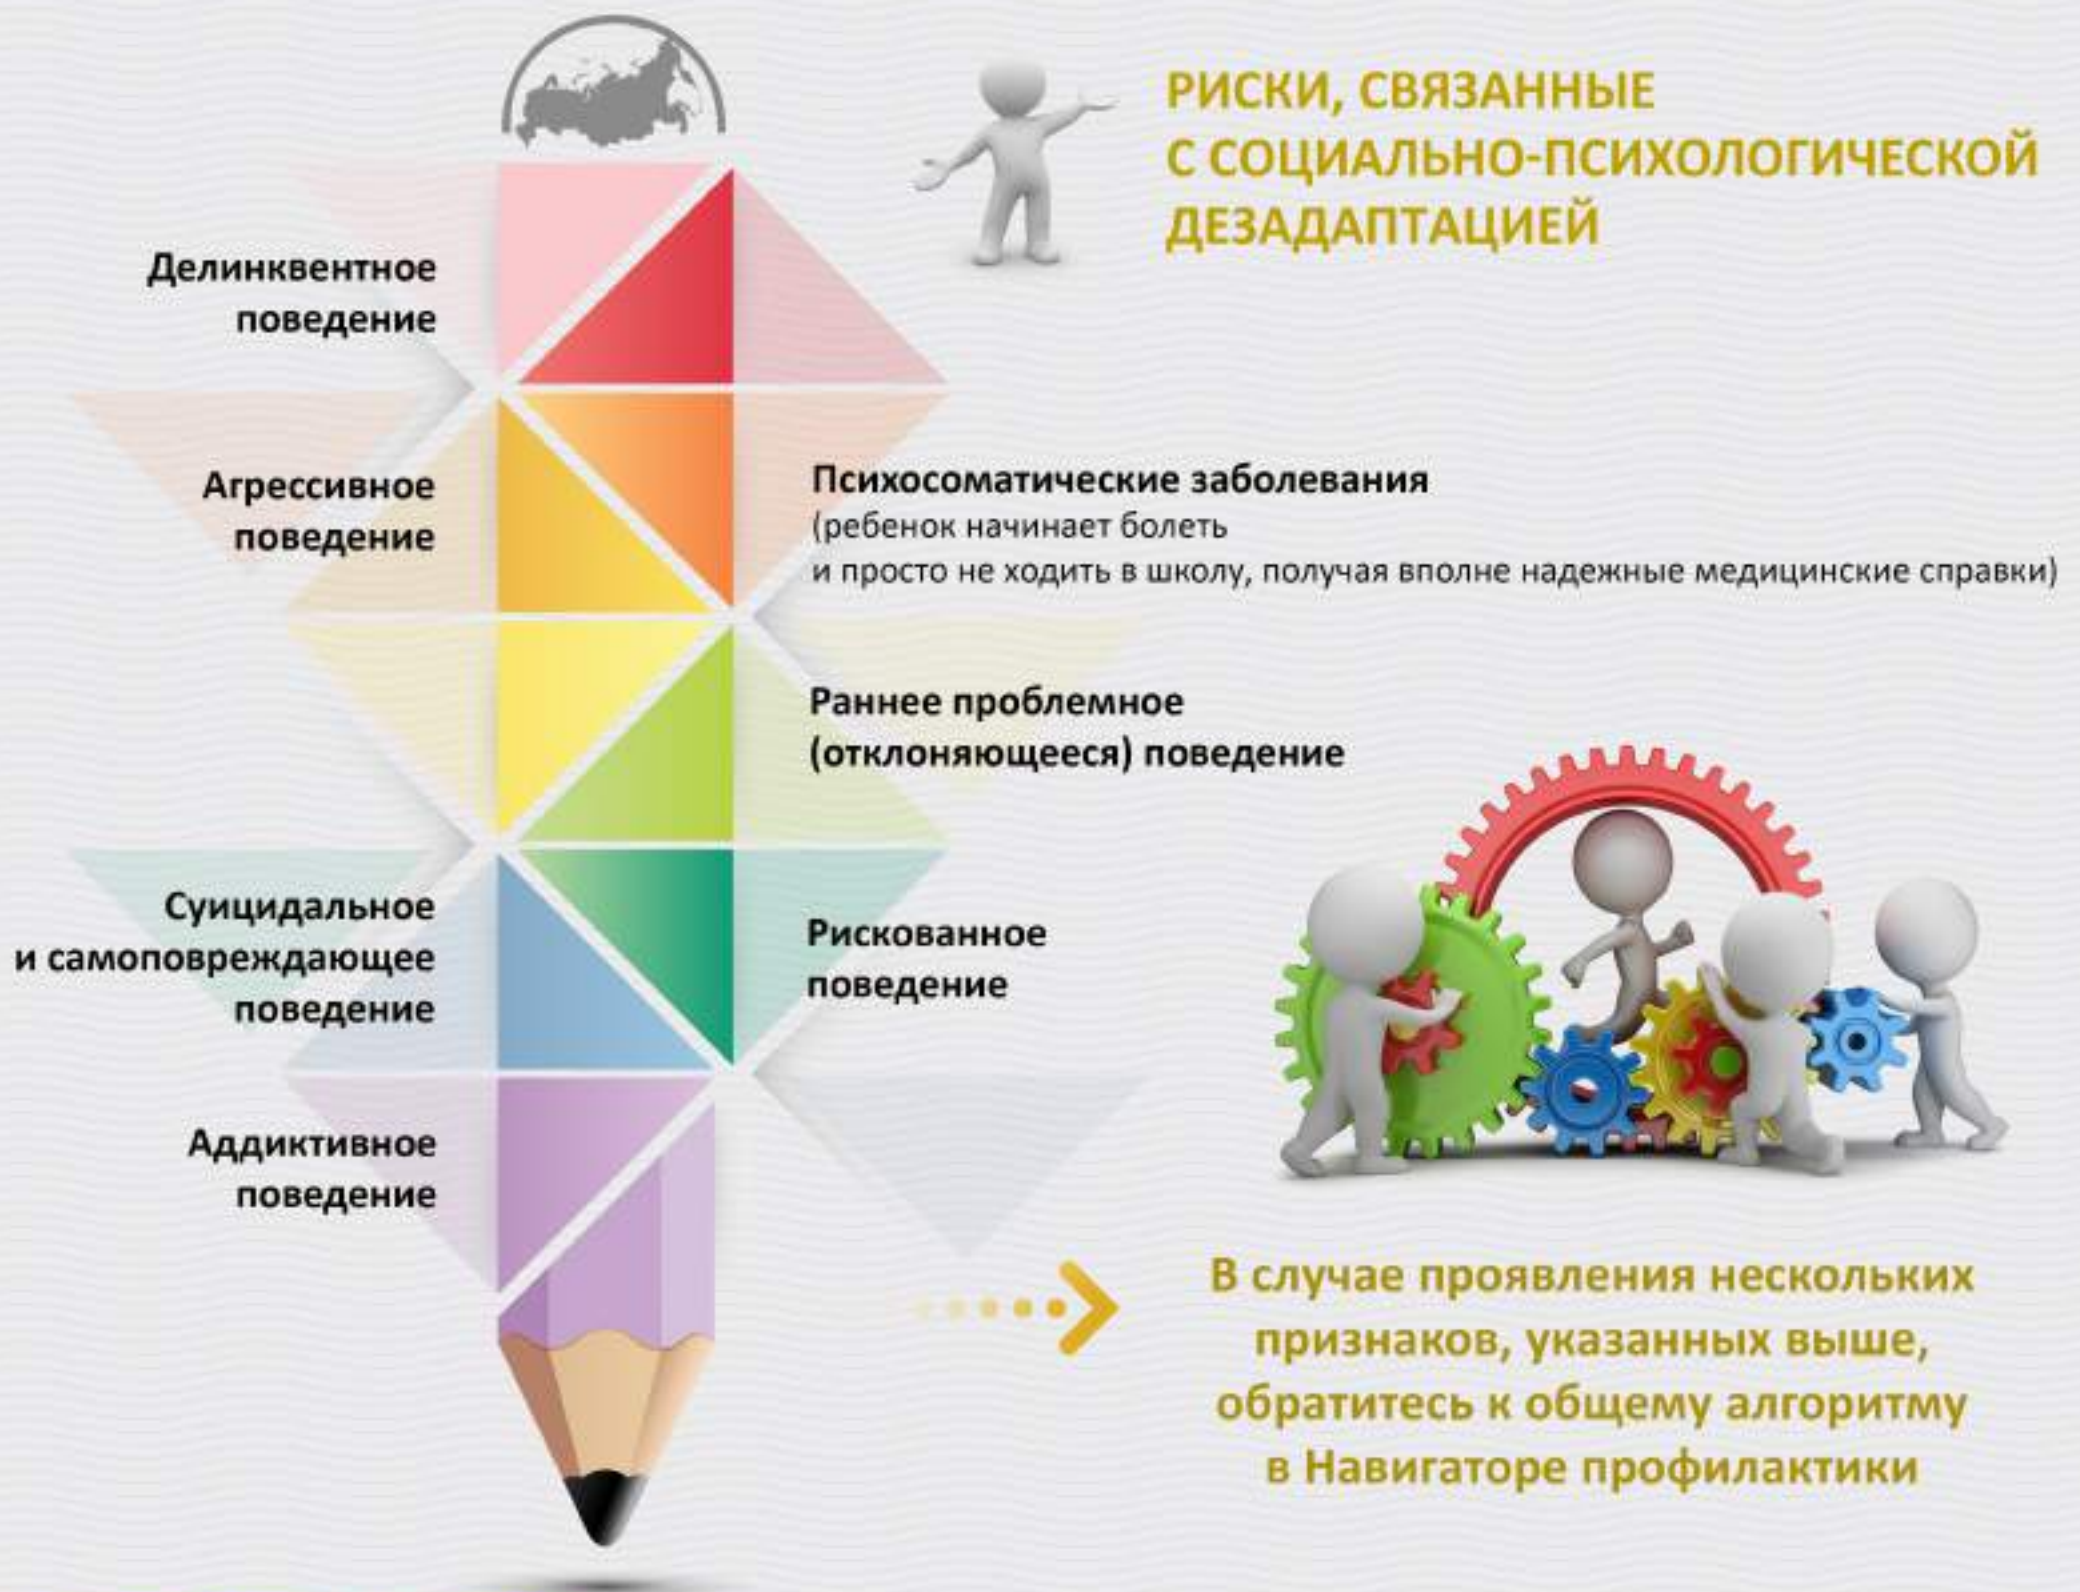 РИСКИ, СВЯЗАННЫЕ
С СОЦИАЛЬНО-ПСИХОЛОГИЧЕСКОЙ
ДЕЗАДАПТАЦИЕЙ
Делинквентное
поведение
Агрессивное
поведение
Психосоматические заболевания
(ребенок начинает болеть
и просто не ходить в школу, получая вполне надежные медицинские справки)
Раннее проблемное
(отклоняющееся) поведение
Суицидальное
и самоповреждающее
поведение
Рискованное
поведение
Аддиктивное
поведение
В случае проявления нескольких
признаков, указанных выше,
обратитесь к общему алгоритму
в Навигаторе профилактики